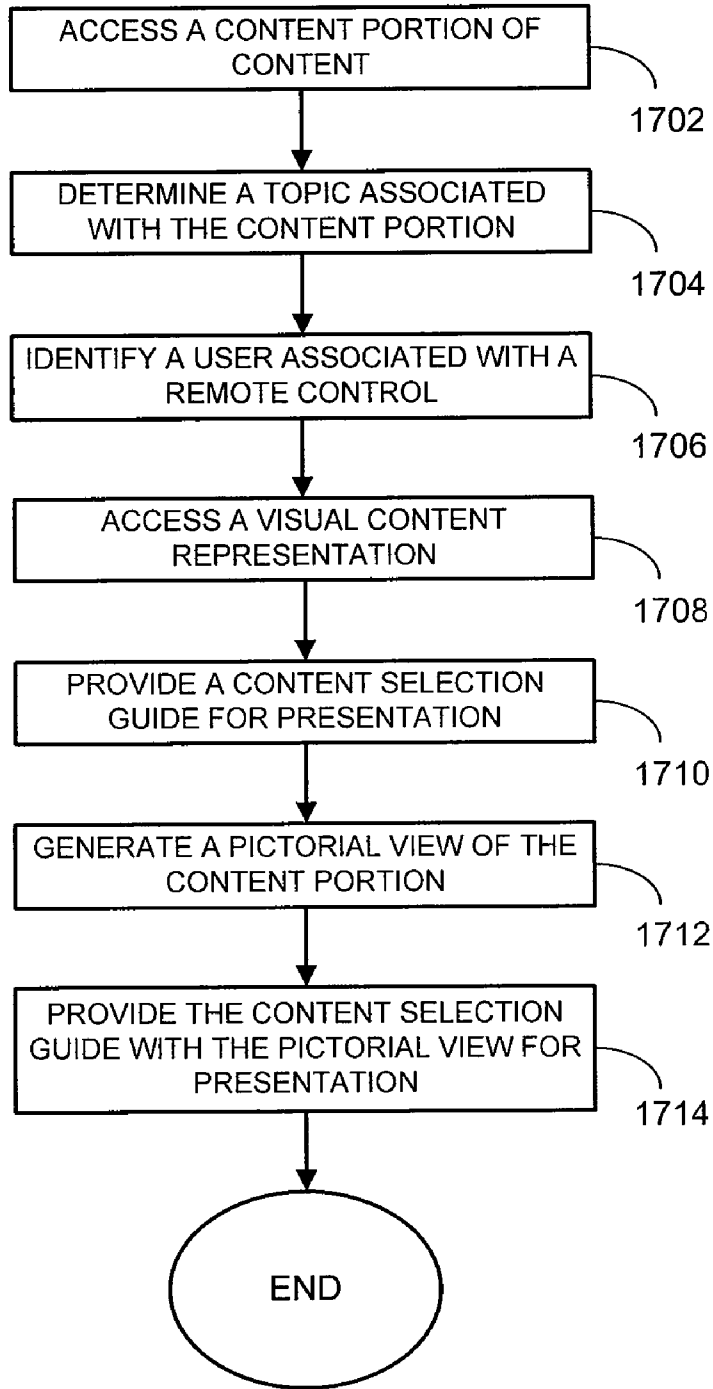 ACCESS A CONTENT PORTION OF
CONTENT
1702
DETERMINE A TOPIC ASSOCIATED
WITH THE CONTENT PORTION
1704
IDENTIFY A USER ASSOCIATED WITH A
REMOTE CONTROL
1706
ACCESS A VISUAL CONTENT
REPRESENTATION
1708
PROVIDE A CONTENT SELECTION
GUIDE FOR PRESENTATION
1710
GENERATE A PICTORIAL VIEW OF THE
CONTENT PORTION
1712
PROVIDE THE CONTENT SELECTION
GUIDE WITH THE PICTORIAL VIEW FOR
PRESENTATION
1714
END